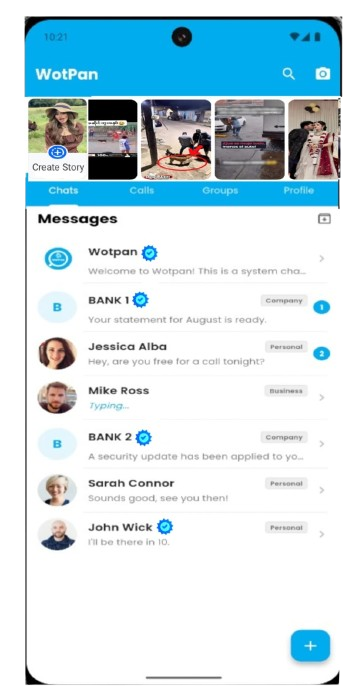 10:21
WotPan
Create Story
Chats Calls Groups Profile
Messages
Wotpan
Welcome to Wotpan! This is a system cha...
B BANK 1 Company 1
Your statement for August is ready.
Jessica Alba Personal 2
Hey, are you free for a call tonight?
Mike Ross Business
Typing...
B BANK 2 Company
A security update has been applied to yo...
Sarah Connor Personal
Sounds good, see you then!
John Wick Personal
I'll be there in 10.